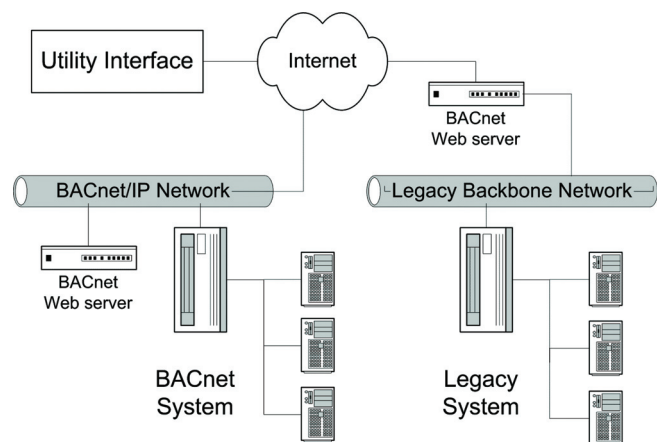 Utility Interface
Internet
BACnet
Web server
BACnet/IP Network
Legacy Backbone Network
BACnet
Web server
BACnet
System
Legacy
System